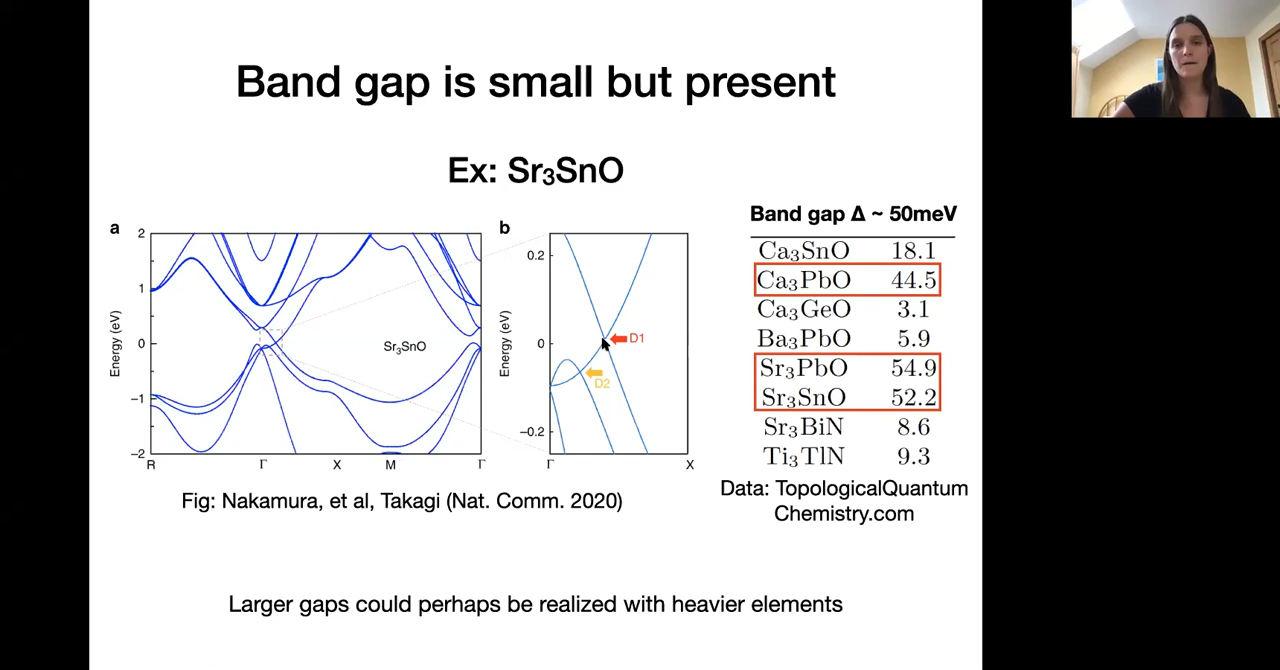 Band gap is small but present
Ex: Sr₃SnO
a
2
1
0
−1
−2
Energy (eV)
Sr₃SnO
R
Γ
X
M
Γ
b
0.2
0
−0.2
Energy (eV)
D1
D2
Γ
X
Fig: Nakamura, et al, Takagi (Nat. Comm. 2020)
Band gap Δ ~ 50meV
Ca₃SnO 18.1
Ca₃PbO 44.5
Ca₃GeO 3.1
Ba₃PbO 5.9
Sr₃PbO 54.9
Sr₃SnO 52.2
Sr₃BiN 8.6
Ti₃TlN 9.3
Data: TopologicalQuantum
Chemistry.com
Larger gaps could perhaps be realized with heavier elements